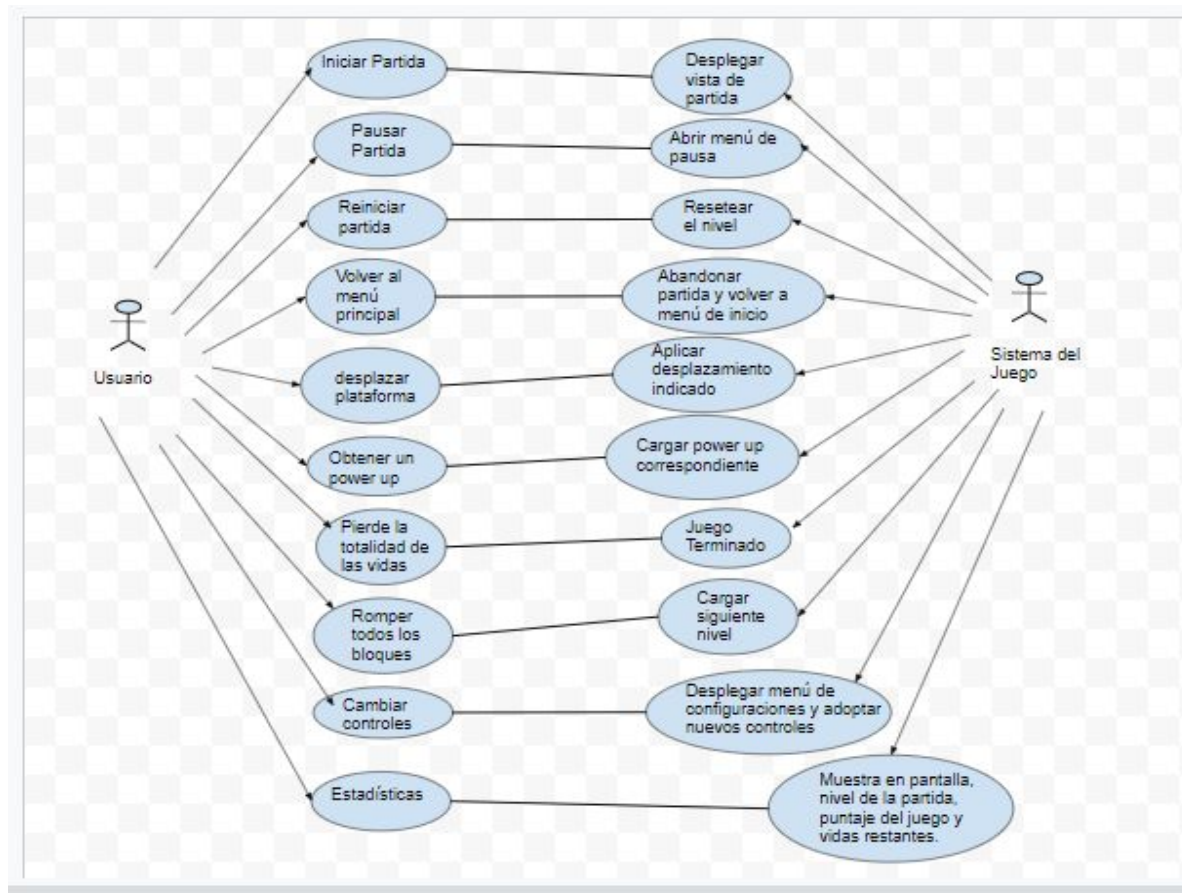 Iniciar Partida
Desplegar
vista de
partida
Pausar
Partida
Abrir menú de
pausa
Reiniciar
partida
Resetear
el nivel
Volver al
menú
principal
Abandonar
partida y volver a
menú de inicio
Usuario
Sistema del
Juego
desplazar
plataforma
Aplicar
desplazamiento
indicado
Obtener un
power up
Cargar power up
correspondiente
Pierde la
totalidad de
las vidas
Juego
Terminado
Romper
todos los
bloques
Cargar
siguiente
nivel
Cambiar
controles
Desplegar menú de
configuraciones y adoptar
nuevos controles
Estadísticas
Muestra en pantalla,
nivel de la partida,
puntaje del juego y
vidas restantes.